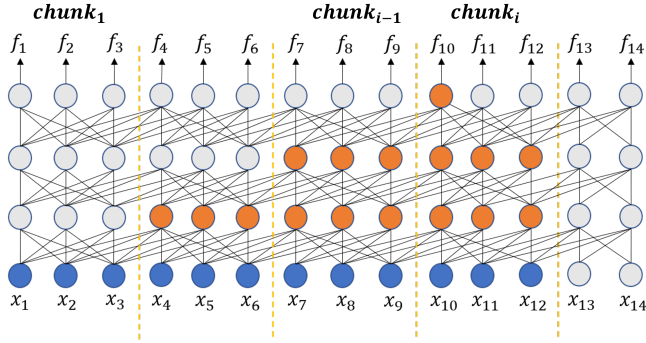 chunk₁ chunkᵢ₋₁ chunkᵢ
f₁ f₂ f₃ f₄ f₅ f₆ f₇ f₈ f₉ f₁₀ f₁₁ f₁₂ f₁₃ f₁₄
x₁ x₂ x₃ x₄ x₅ x₆ x₇ x₈ x₉ x₁₀ x₁₁ x₁₂ x₁₃ x₁₄